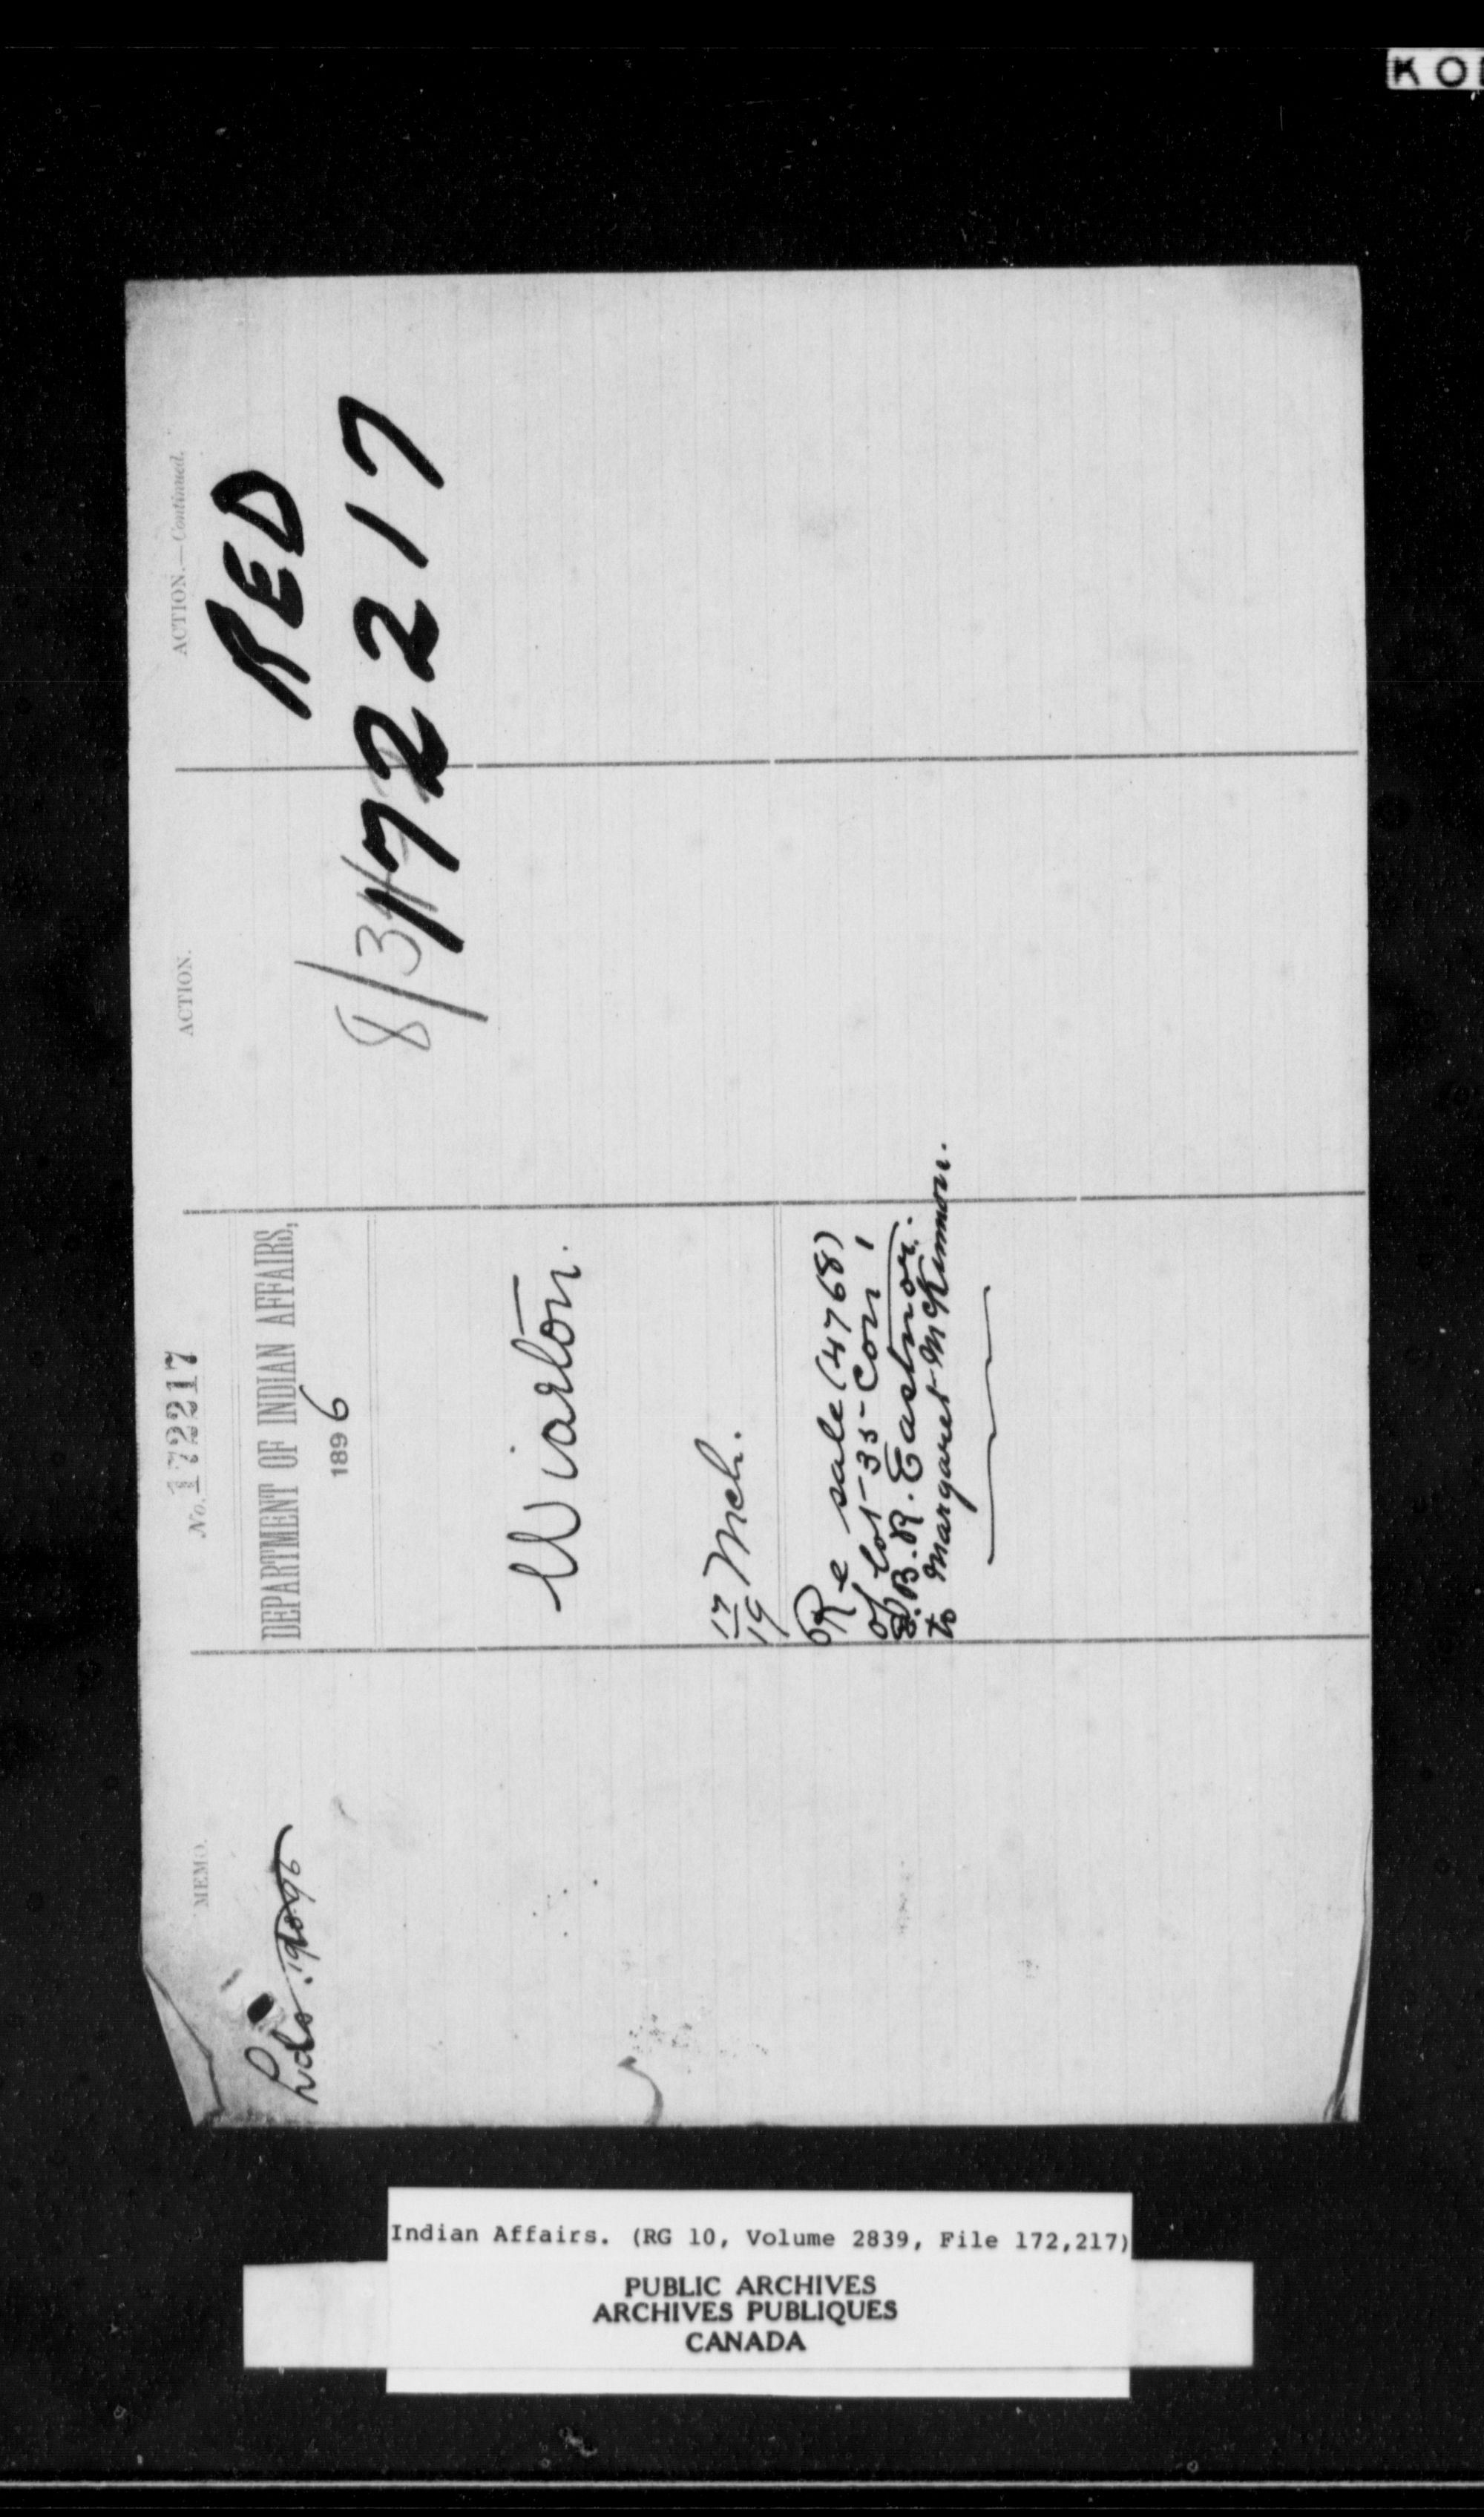 KO
ACTION.—Continued.
RED
172217
ACTION.
8/3
No. 172217
DEPARTMENT OF INDIAN AFFAIRS,
1896
Wiarton.
17/19 Mch.
Re sale (4768)
of lot 35 - Con 1
E.B.R. Eastnor.
to Margaret McKinnon.
MEMO.
Indian Affairs. (RG 10, Volume 2839, File 172,217)
PUBLIC ARCHIVES
ARCHIVES PUBLIQUES
CANADA